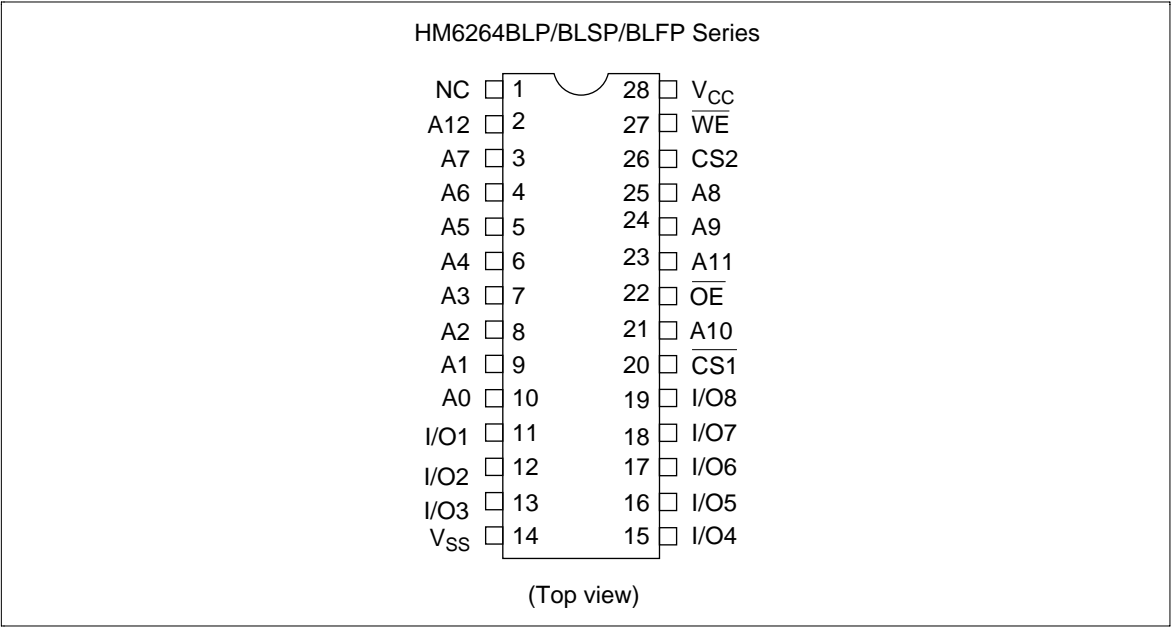 HM6264BLP/BLSP/BLFP Series
NC 1 28 VCC
A12 2 27 W̅E̅
A7 3 26 CS2
A6 4 25 A8
A5 5 24 A9
A4 6 23 A11
A3 7 22 O̅E̅
A2 8 21 A10
A1 9 20 C̅S̅1̅
A0 10 19 I/O8
I/O1 11 18 I/O7
I/O2 12 17 I/O6
I/O3 13 16 I/O5
VSS 14 15 I/O4
(Top view)